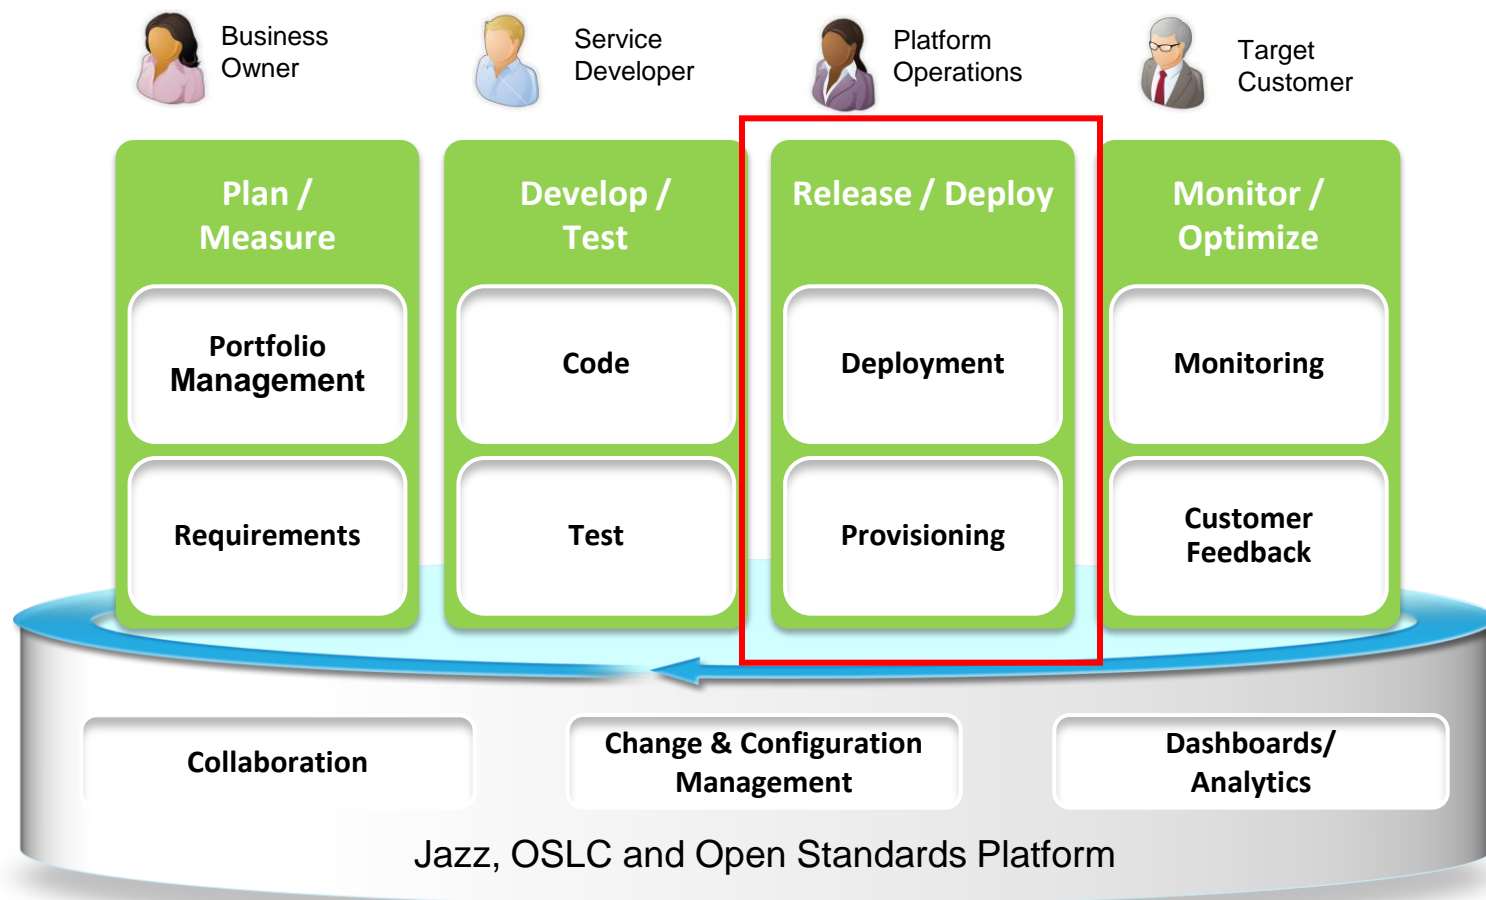 Business
Owner
Service
Developer
Platform
Operations
Target
Customer
Plan /
Measure
Develop /
Test
Release / Deploy
Monitor /
Optimize
Portfolio
Management
Code
Deployment
Monitoring
Requirements
Test
Provisioning
Customer
Feedback
Collaboration
Change & Configuration
Management
Dashboards/
Analytics
Jazz, OSLC and Open Standards Platform